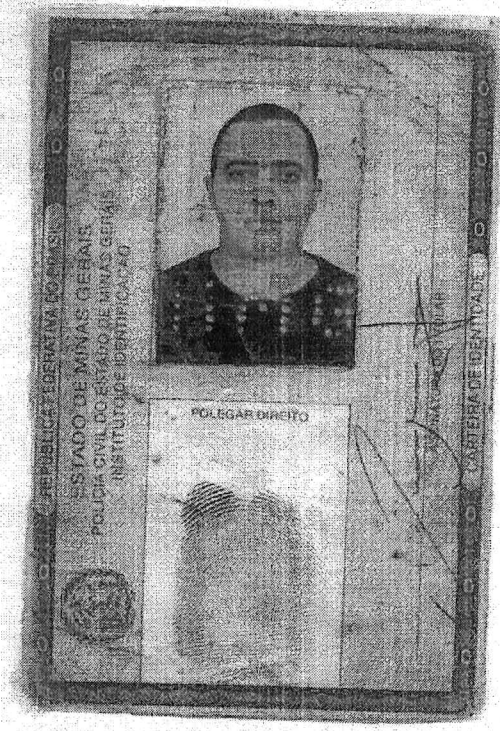 REPÚBLICA FEDERATIVA DO BRASIL
ESTADO DE MINAS GERAIS
POLÍCIA CIVIL DO ESTADO DE MINAS GERAIS
INSTITUTO DE IDENTIFICAÇÃO
POLEGAR DIREITO
ASSINATURA DO TITULAR
CARTEIRA DE IDENTIDADE